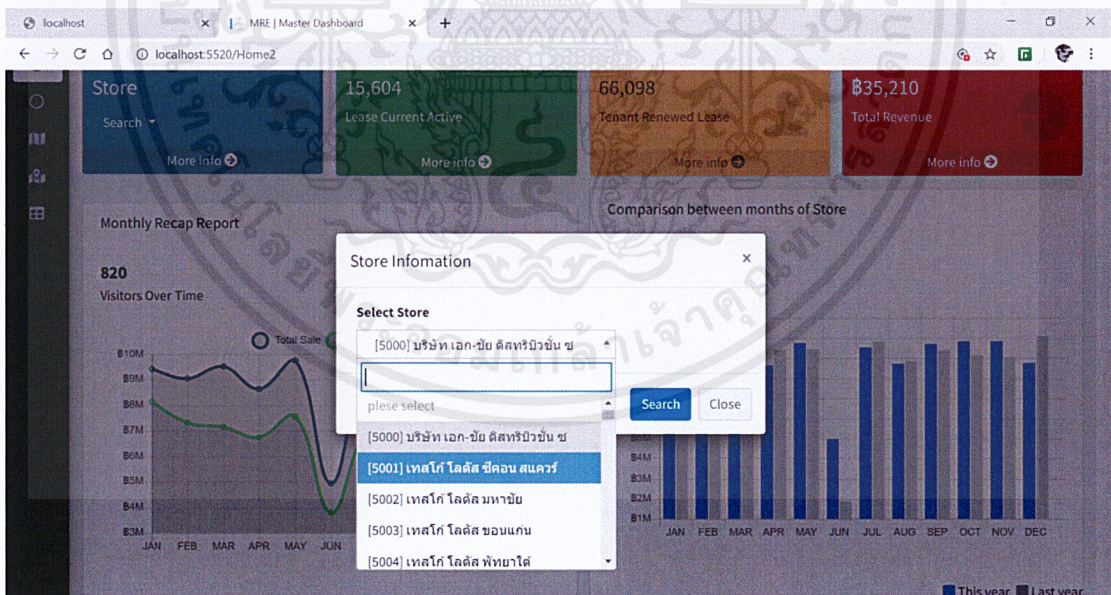 localhost
MRE | Master Dashboard
localhost:5520/Home2
Store
Search
More info
15,604
Lease Current Active
More info
66,098
Tenant Renewed Lease
More info
฿35,210
Total Revenue
More info
Monthly Recap Report
820
Visitors Over Time
Total Sale
฿10M
฿9M
฿8M
฿7M
฿6M
฿5M
฿4M
฿3M
JAN FEB MAR APR MAY JUN
Comparison between months of Store
฿5M
฿4M
฿3M
฿2M
฿1M
JAN FEB MAR APR MAY JUN JUL AUG SEP OCT NOV DEC
This year Last year
Store Infomation
Select Store
[5000] บริษัท เอก-ชัย ดิสทริบิวชั่น ซ
plese select
[5000] บริษัท เอก-ชัย ดิสทริบิวชั่น ซ
[5001] เทสโก้ โลตัส ซีคอน สแควร์
[5002] เทสโก้ โลตัส มหาชัย
[5003] เทสโก้ โลตัส ขอนแก่น
[5004] เทสโก้ โลตัส พัทยาใต้
Search
Close